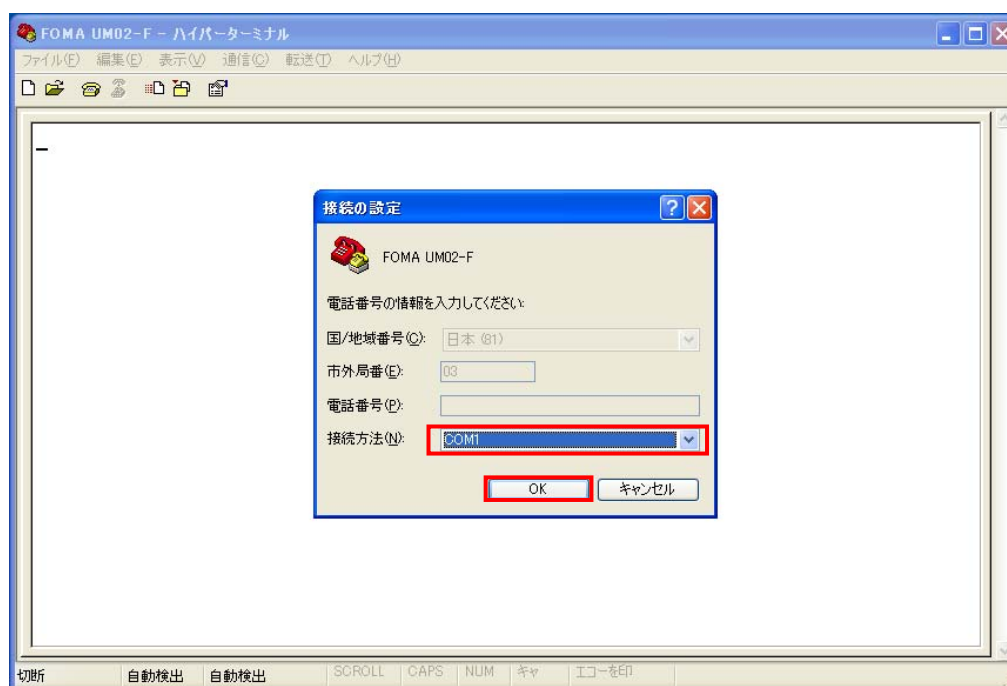 FOMA UM02-F - ハイパーターミナル
ファイル(F) 編集(E) 表示(V) 通信(C) 転送(T) ヘルプ(H)
接続の設定
FOMA UM02-F
電話番号の情報を入力してください:
国/地域番号(C): 日本 (81)
市外局番(E): 03
電話番号(P):
接続方法(N): COM1
OK キャンセル
切断 自動検出 自動検出 SCROLL CAPS NUM キャ エコーを印